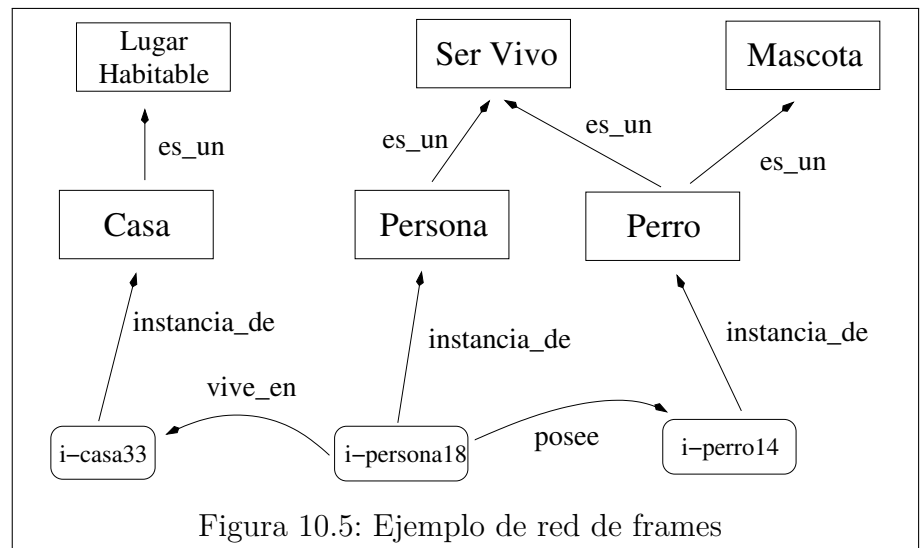 Lugar
Habitable
Ser Vivo
Mascota
es_un
es_un
es_un
es_un
Casa
Persona
Perro
instancia_de
instancia_de
instancia_de
vive_en
posee
i−casa33
i−persona18
i−perro14
Figura 10.5: Ejemplo de red de frames